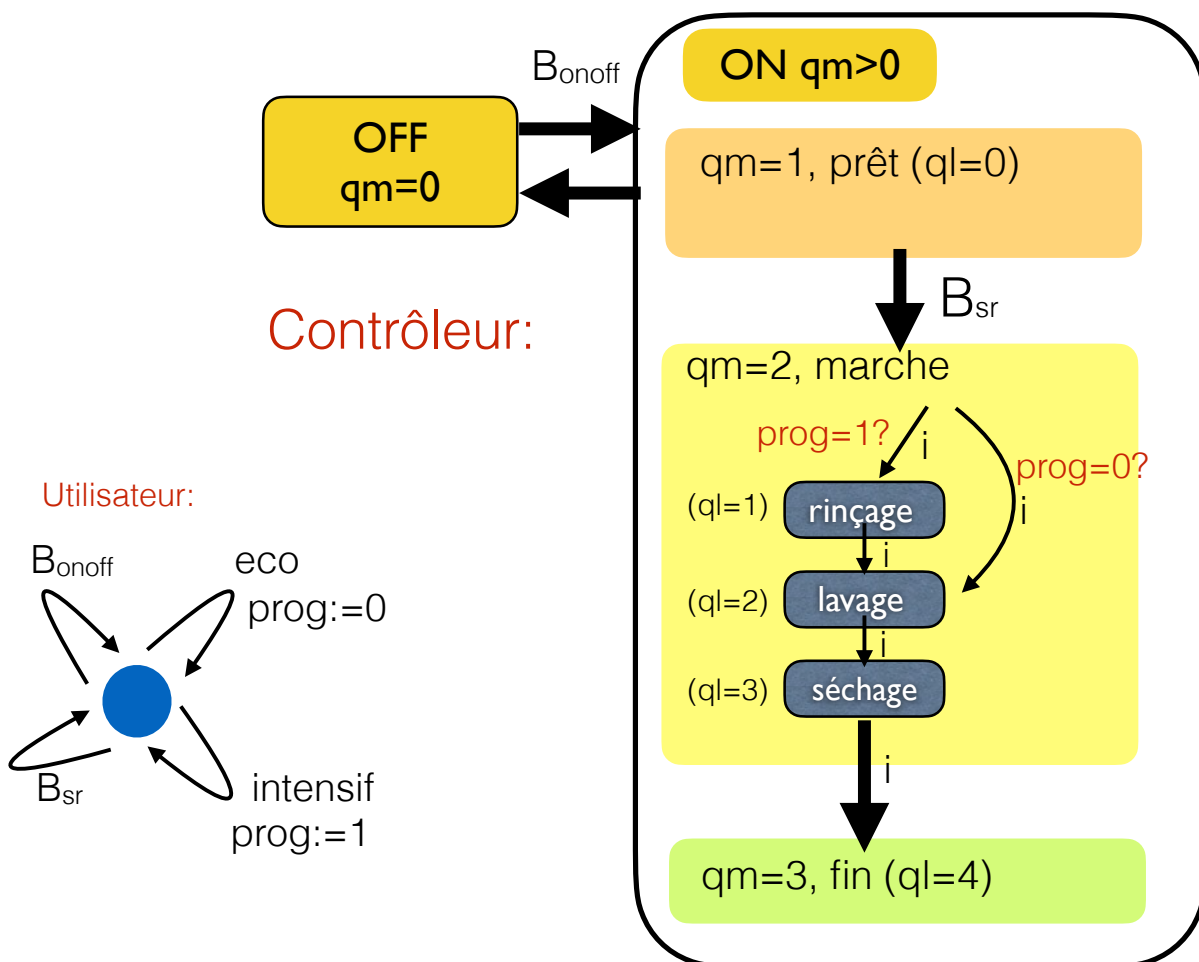 ON qm>0
Bonoff
OFF
qm=0
qm=1, prêt (ql=0)
Bsr
Contrôleur:
qm=2, marche
prog=1?
i
prog=0?
i
(ql=1)
rinçage
i
(ql=2)
lavage
i
(ql=3)
séchage
i
qm=3, fin (ql=4)
Utilisateur:
Bonoff
eco
prog:=0
Bsr
intensif
prog:=1